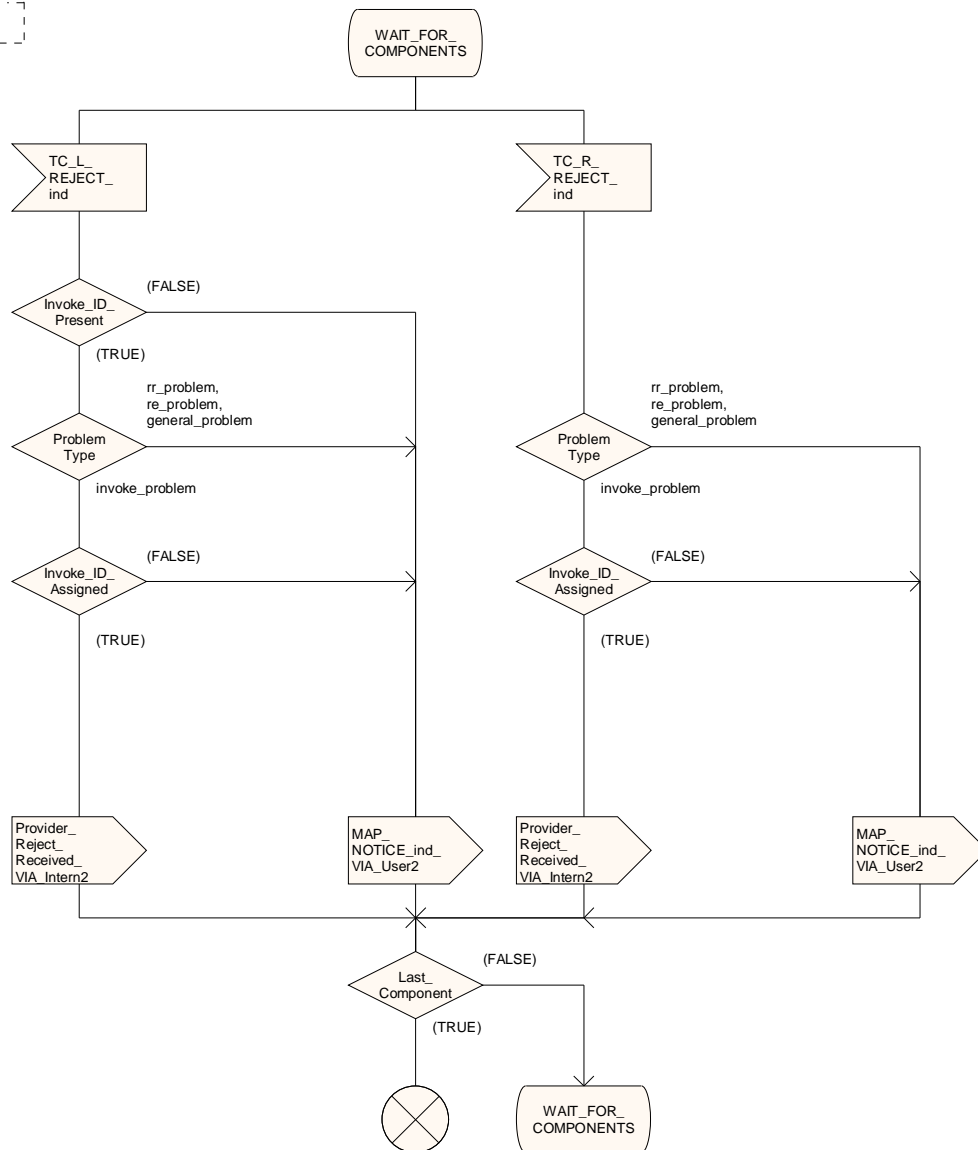 WAIT_FOR_
COMPONENTS
TC_L_
REJECT_
ind
TC_R_
REJECT_
ind
Invoke_ID_
Present
(FALSE)
(TRUE)
rr_problem,
re_problem,
general_problem
Problem
Type
invoke_problem
rr_problem,
re_problem,
general_problem
Problem
Type
invoke_problem
Invoke_ID_
Assigned
(FALSE)
(TRUE)
Invoke_ID_
Assigned
(FALSE)
(TRUE)
Provider_
Reject_
Received_
VIA_Intern2
MAP_
NOTICE_ind_
VIA_User2
Provider_
Reject_
Received_
VIA_Intern2
MAP_
NOTICE_ind_
VIA_User2
Last_
Component
(FALSE)
(TRUE)
WAIT_FOR_
COMPONENTS